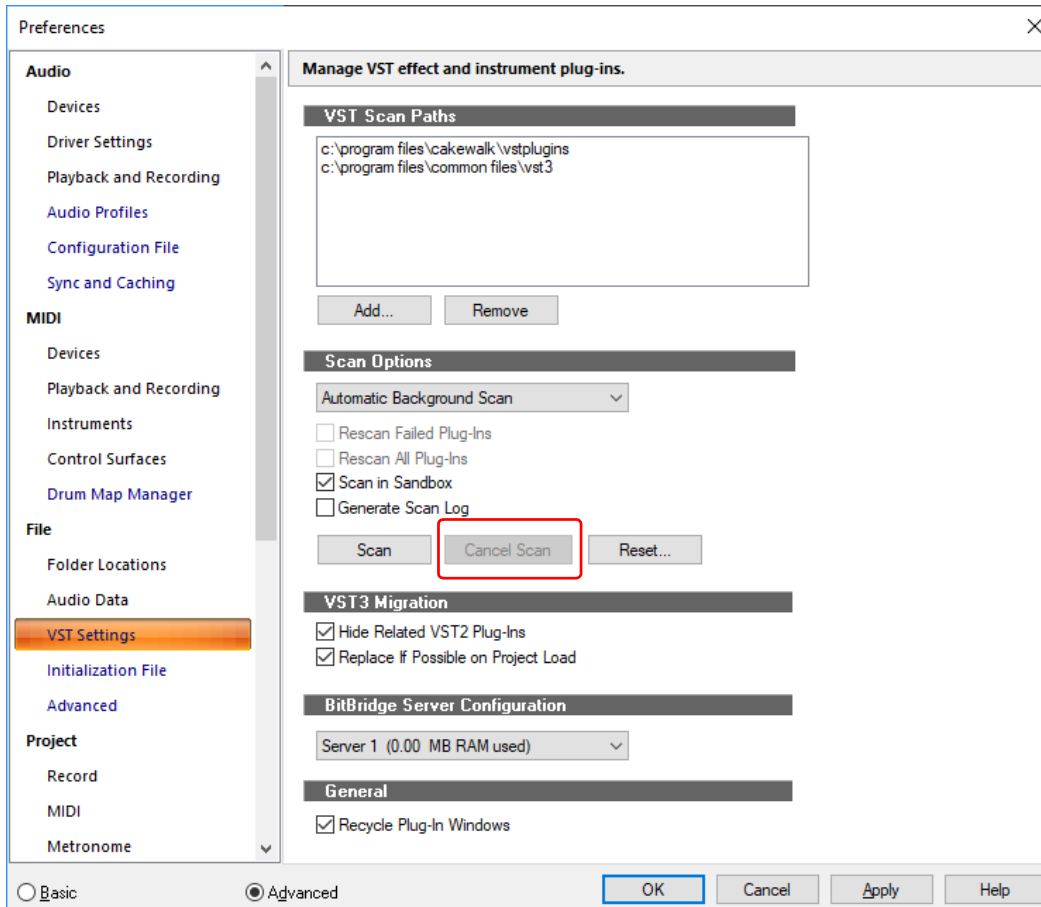 Preferences
Audio
Devices
Driver Settings
Playback and Recording
Audio Profiles
Configuration File
Sync and Caching
MIDI
Devices
Playback and Recording
Instruments
Control Surfaces
Drum Map Manager
File
Folder Locations
Audio Data
VST Settings
Initialization File
Advanced
Project
Record
MIDI
Metronome
Manage VST effect and instrument plug-ins.
VST Scan Paths
c:\program files\cakewalk\vstplugins
c:\program files\common files\vst3
Add... Remove
Scan Options
Automatic Background Scan
Rescan Failed Plug-Ins
Rescan All Plug-Ins
Scan in Sandbox
Generate Scan Log
Scan Cancel Scan Reset...
VST3 Migration
Hide Related VST2 Plug-Ins
Replace If Possible on Project Load
BitBridge Server Configuration
Server 1 (0.00 MB RAM used)
General
Recycle Plug-In Windows
Basic Advanced OK Cancel Apply Help